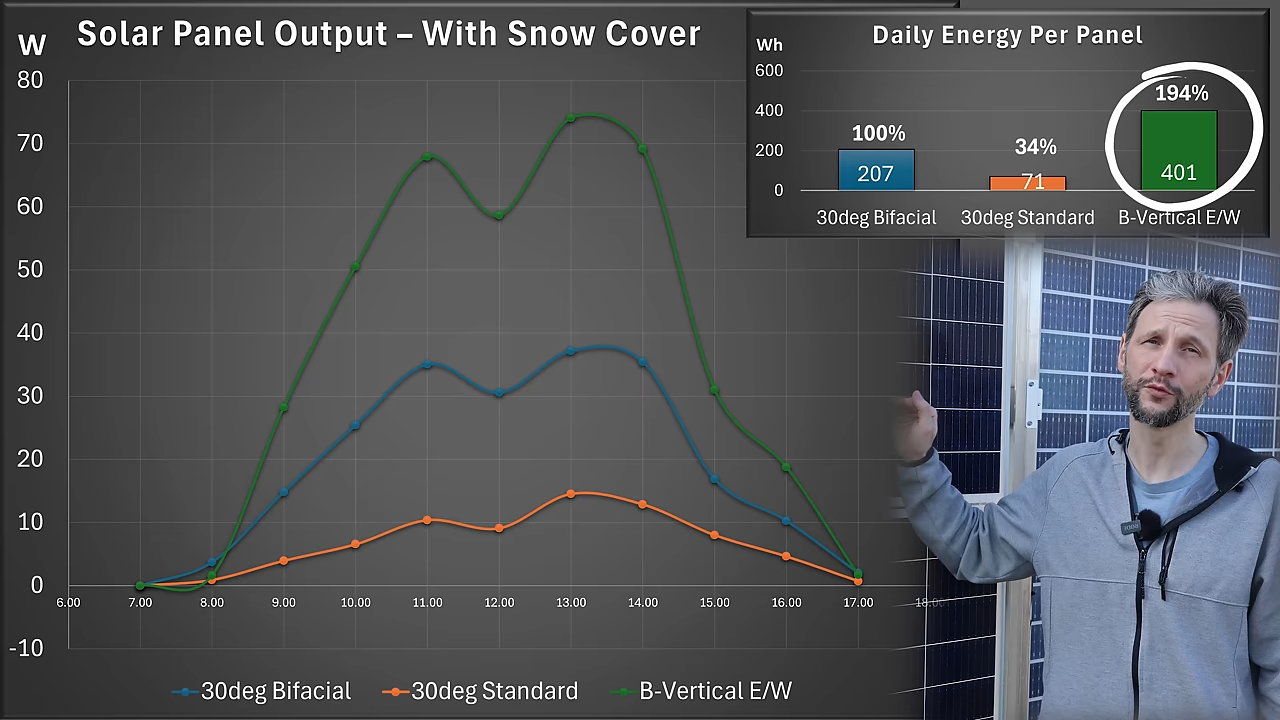 W
Solar Panel Output – With Snow Cover
80
70
60
50
40
30
20
10
0
-10
6.00 7.00 8.00 9.00 10.00 11.00 12.00 13.00 14.00 15.00 16.00 17.00 18.00
30deg Bifacial 30deg Standard B-Vertical E/W
Wh
Daily Energy Per Panel
600
400
200
0
100% 34% 194%
207 71 401
30deg Bifacial 30deg Standard B-Vertical E/W
RODE